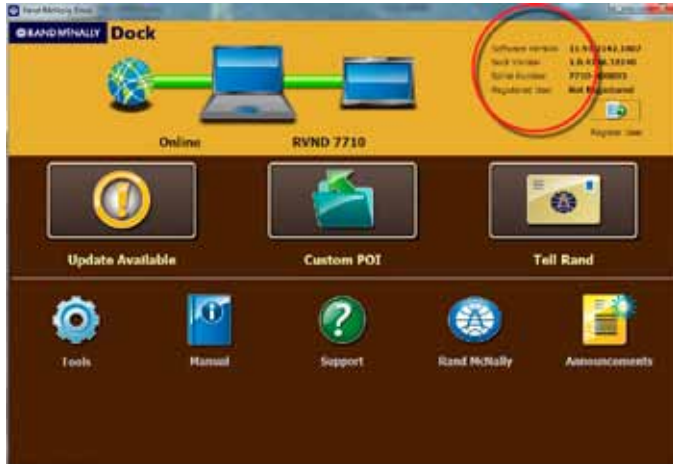 Rand McNally Dock
RAND MCNALLY Dock
Software Version:
Dock Version:
Serial Number:
Registered User: Not Registered
Register User
Online
RVND 7710
Update Available
Custom POI
Tell Rand
Tools
Manual
Support
Rand McNally
Announcements